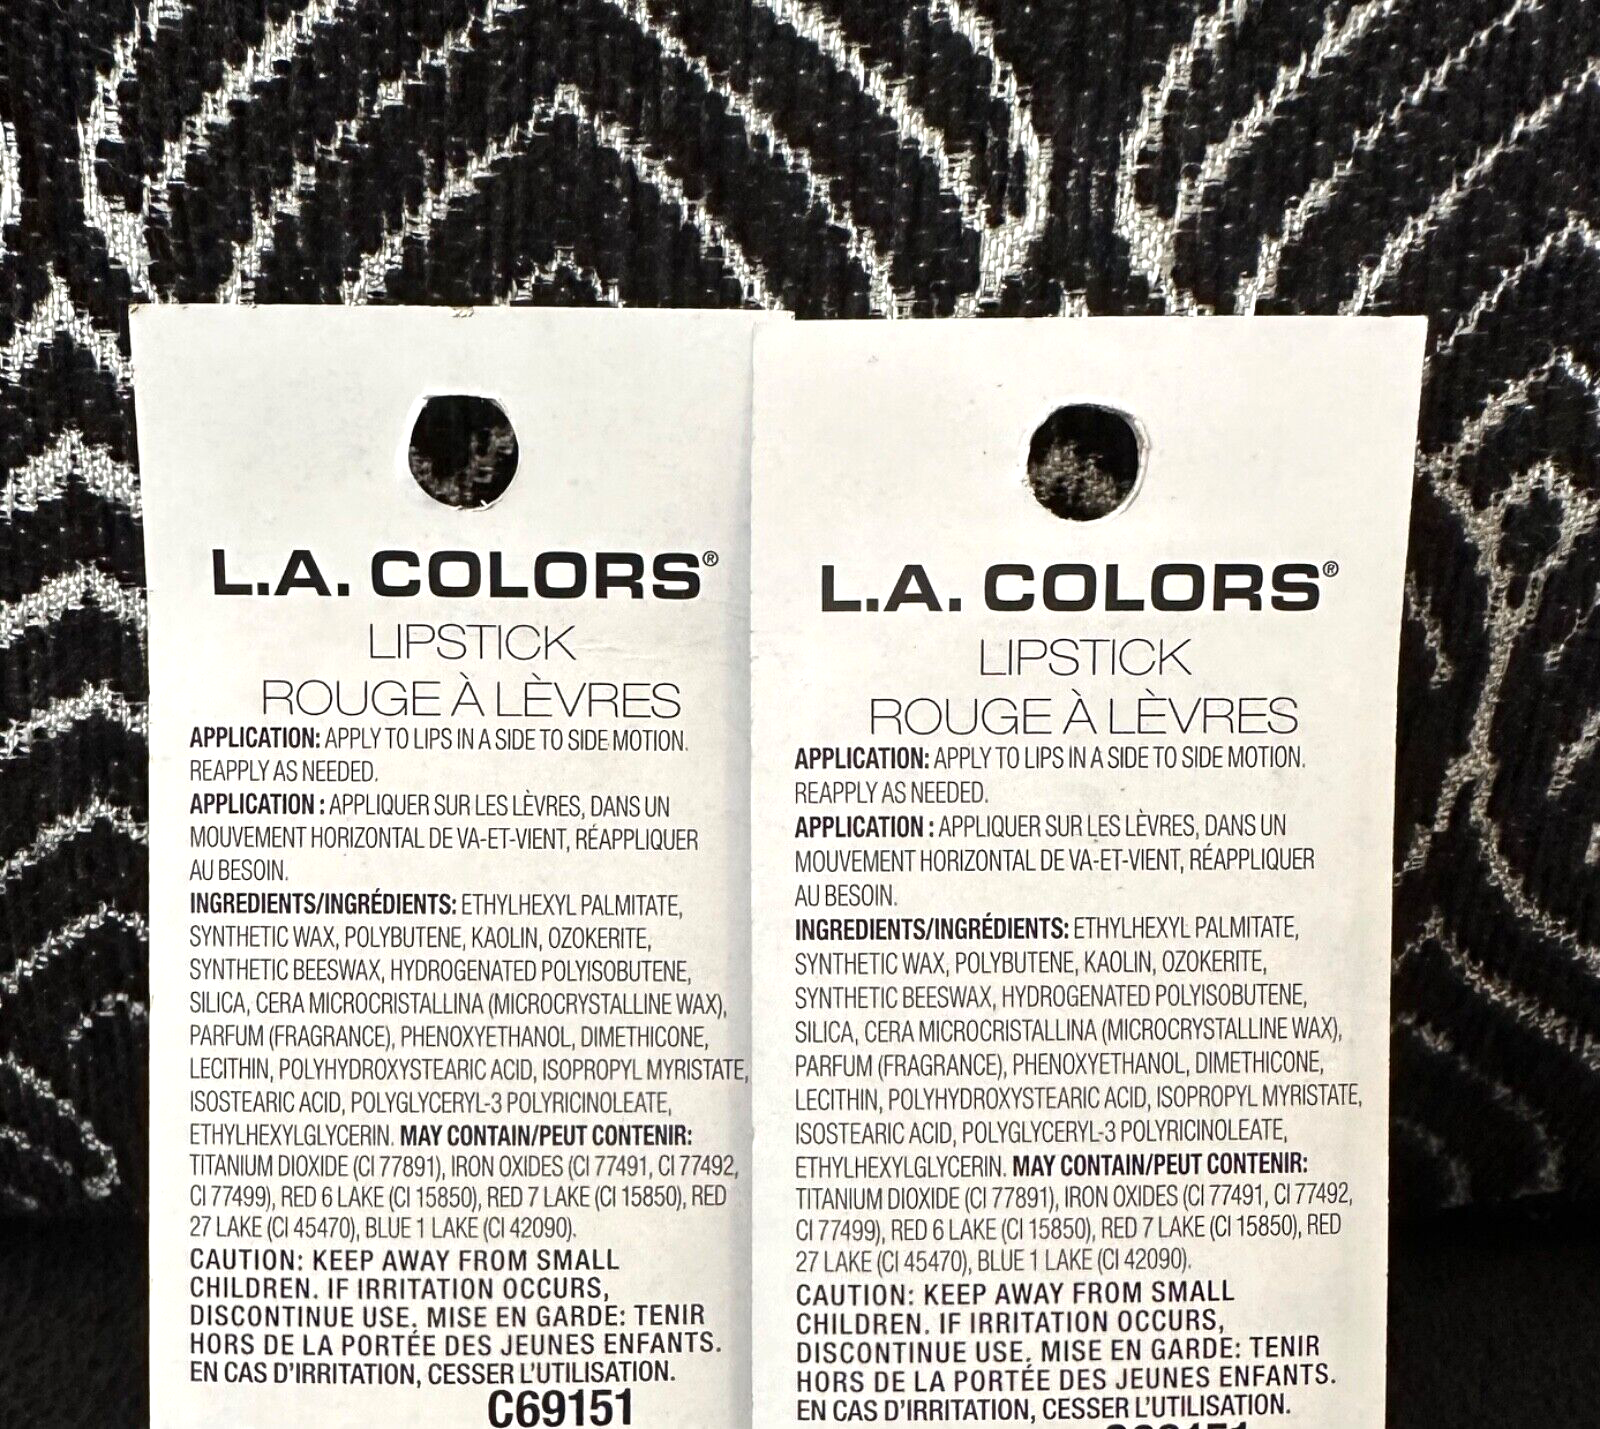 L.A. COLORS®
LIPSTICK
ROUGE À LÈVRES
APPLICATION: APPLY TO LIPS IN A SIDE TO SIDE MOTION.
REAPPLY AS NEEDED.
APPLICATION : APPLIQUER SUR LES LÈVRES, DANS UN
MOUVEMENT HORIZONTAL DE VA-ET-VIENT, RÉAPPLIQUER
AU BESOIN.
INGREDIENTS/INGRÉDIENTS: ETHYLHEXYL PALMITATE,
SYNTHETIC WAX, POLYBUTENE, KAOLIN, OZOKERITE,
SYNTHETIC BEESWAX, HYDROGENATED POLYISOBUTENE,
SILICA, CERA MICROCRISTALLINA (MICROCRYSTALLINE WAX),
PARFUM (FRAGRANCE), PHENOXYETHANOL, DIMETHICONE,
LECITHIN, POLYHYDROXYSTEARIC ACID, ISOPROPYL MYRISTATE,
ISOSTEARIC ACID, POLYGLYCERYL-3 POLYRICINOLEATE,
ETHYLHEXYLGLYCERIN. MAY CONTAIN/PEUT CONTENIR:
TITANIUM DIOXIDE (CI 77891), IRON OXIDES (CI 77491, CI 77492,
CI 77499), RED 6 LAKE (CI 15850), RED 7 LAKE (CI 15850), RED
27 LAKE (CI 45470), BLUE 1 LAKE (CI 42090).
CAUTION: KEEP AWAY FROM SMALL
CHILDREN. IF IRRITATION OCCURS,
DISCONTINUE USE. MISE EN GARDE: TENIR
HORS DE LA PORTÉE DES JEUNES ENFANTS.
EN CAS D'IRRITATION, CESSER L'UTILISATION.
C69151
L.A. COLORS®
LIPSTICK
ROUGE À LÈVRES
APPLICATION: APPLY TO LIPS IN A SIDE TO SIDE MOTION.
REAPPLY AS NEEDED.
APPLICATION : APPLIQUER SUR LES LÈVRES, DANS UN
MOUVEMENT HORIZONTAL DE VA-ET-VIENT, RÉAPPLIQUER
AU BESOIN.
INGREDIENTS/INGRÉDIENTS: ETHYLHEXYL PALMITATE,
SYNTHETIC WAX, POLYBUTENE, KAOLIN, OZOKERITE,
SYNTHETIC BEESWAX, HYDROGENATED POLYISOBUTENE,
SILICA, CERA MICROCRISTALLINA (MICROCRYSTALLINE WAX),
PARFUM (FRAGRANCE), PHENOXYETHANOL, DIMETHICONE,
LECITHIN, POLYHYDROXYSTEARIC ACID, ISOPROPYL MYRISTATE,
ISOSTEARIC ACID, POLYGLYCERYL-3 POLYRICINOLEATE,
ETHYLHEXYLGLYCERIN. MAY CONTAIN/PEUT CONTENIR:
TITANIUM DIOXIDE (CI 77891), IRON OXIDES (CI 77491, CI 77492,
CI 77499), RED 6 LAKE (CI 15850), RED 7 LAKE (CI 15850), RED
27 LAKE (CI 45470), BLUE 1 LAKE (CI 42090).
CAUTION: KEEP AWAY FROM SMALL
CHILDREN. IF IRRITATION OCCURS,
DISCONTINUE USE. MISE EN GARDE: TENIR
HORS DE LA PORTÉE DES JEUNES ENFANTS.
EN CAS D'IRRITATION, CESSER L'UTILISATION.